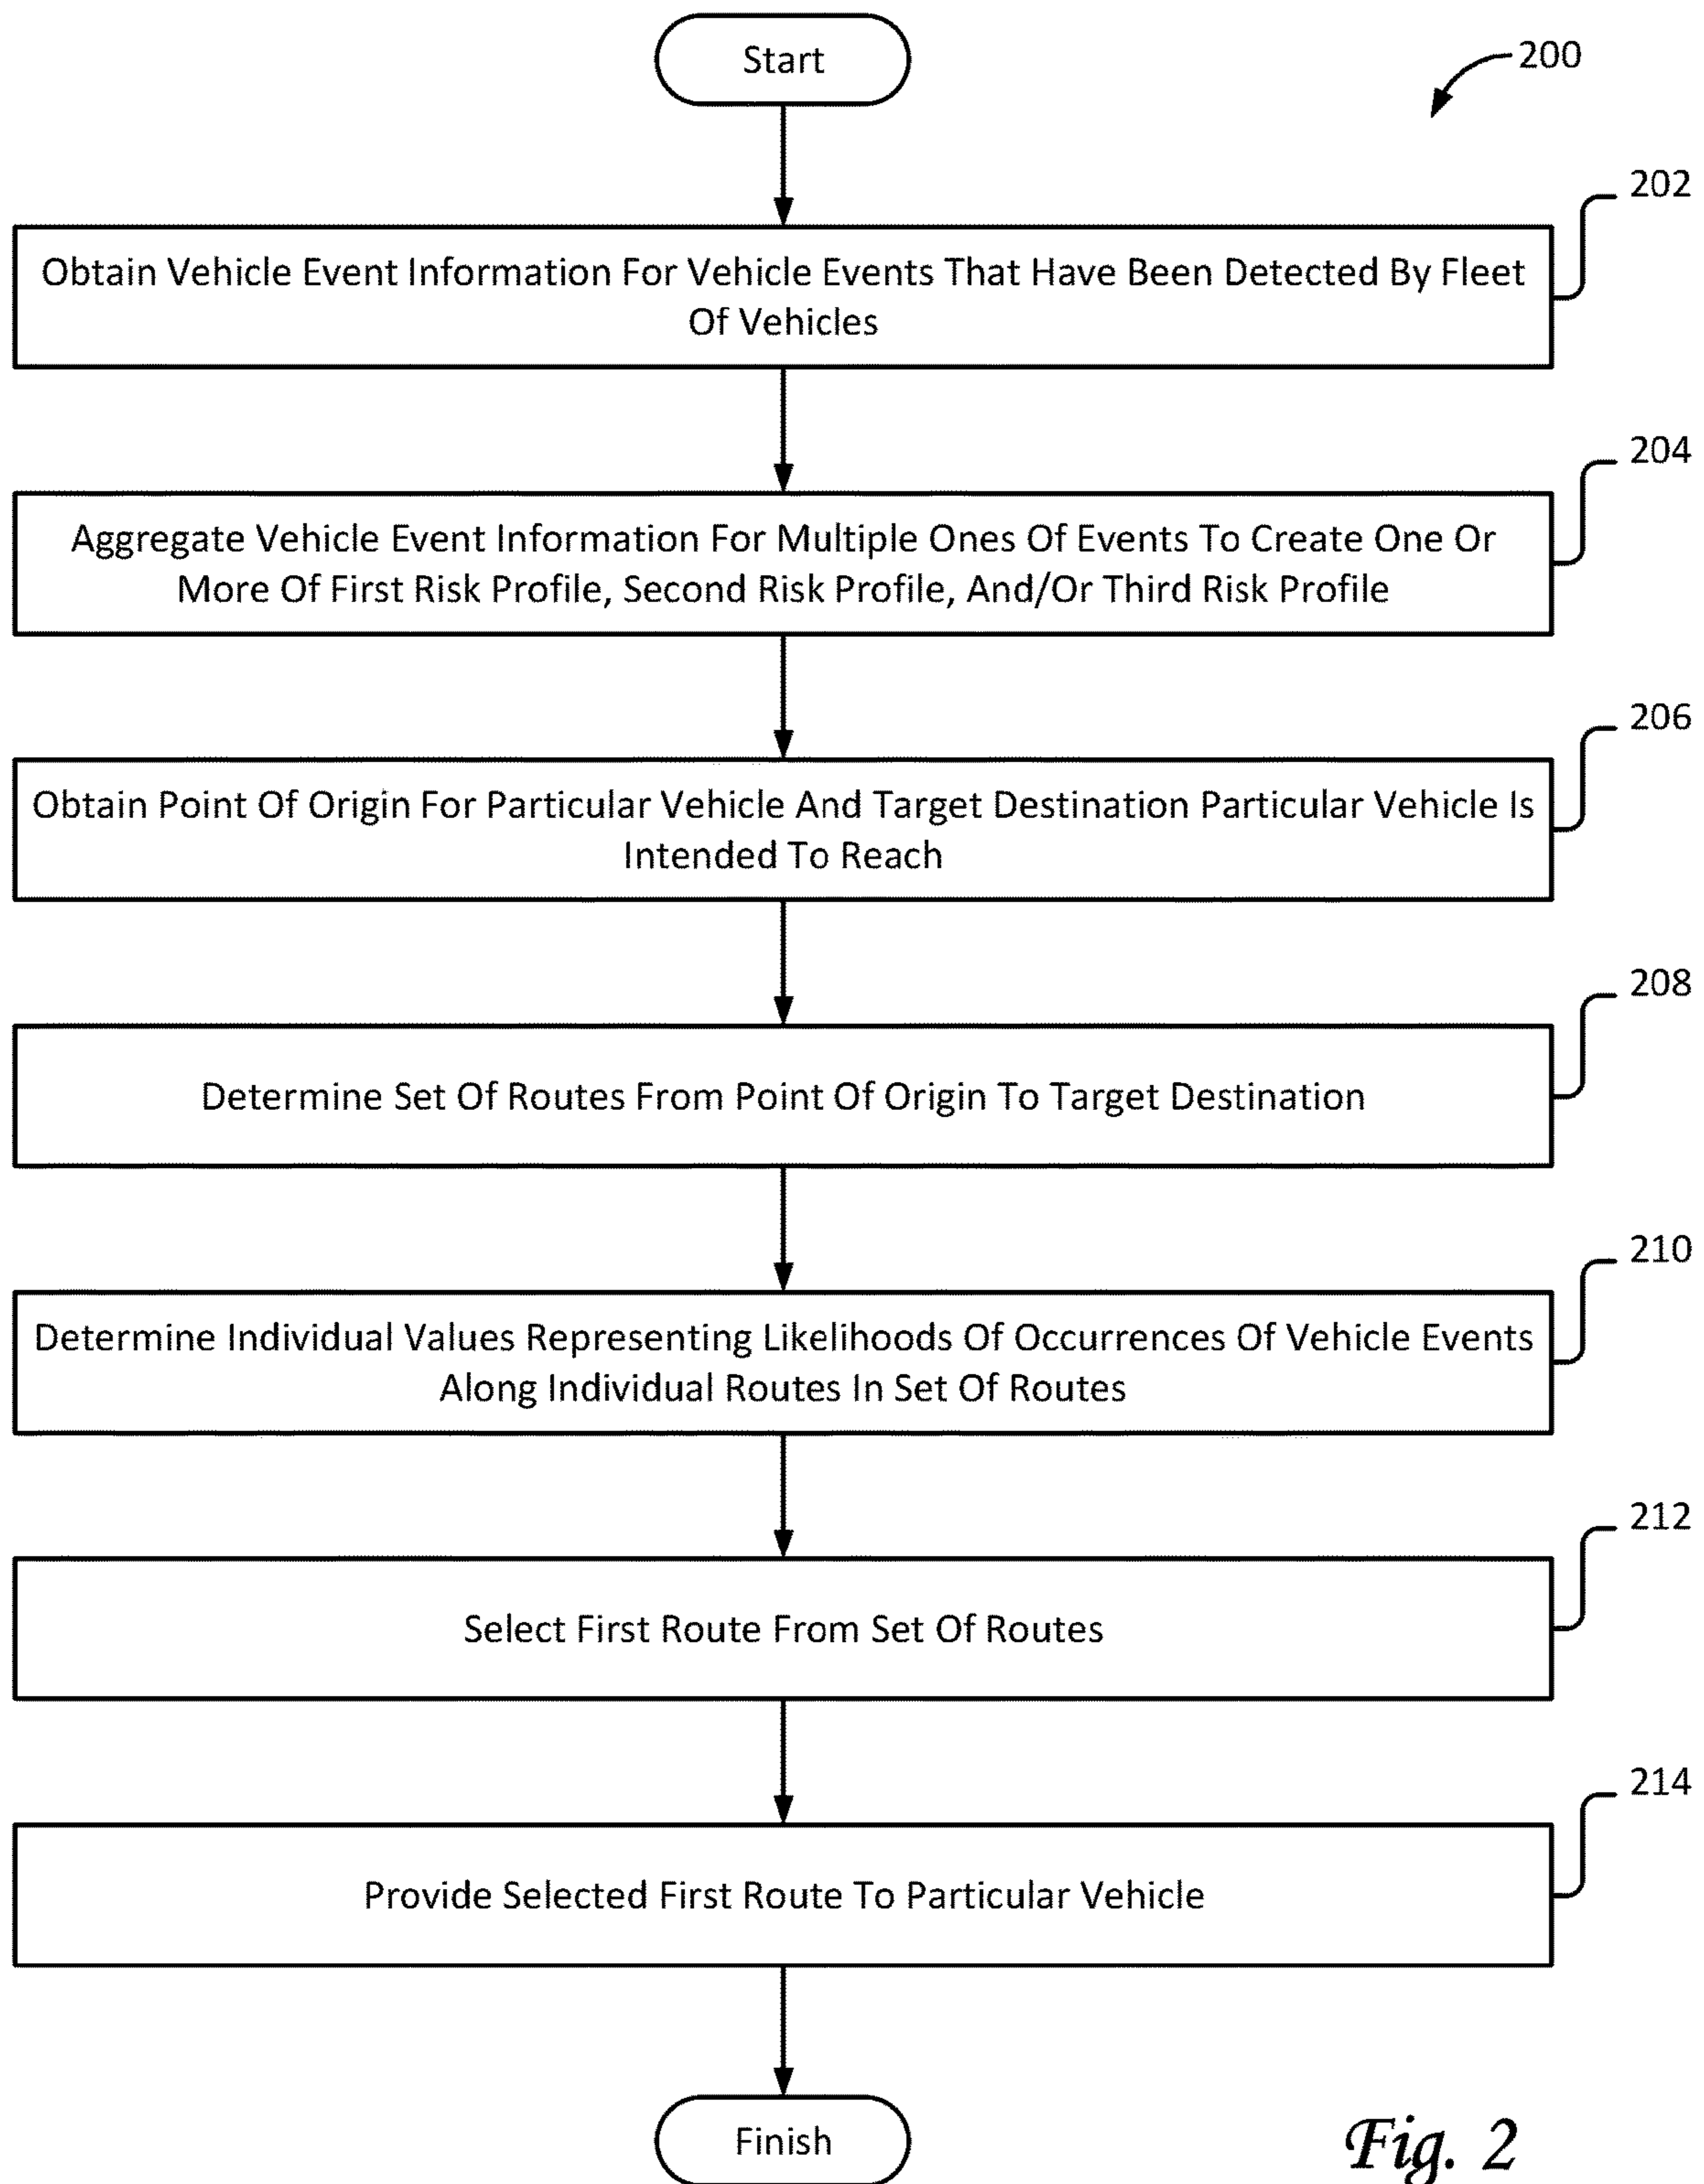 Start
200
202
Obtain Vehicle Event Information For Vehicle Events That Have Been Detected By Fleet
Of Vehicles
204
Aggregate Vehicle Event Information For Multiple Ones Of Events To Create One Or
More Of First Risk Profile, Second Risk Profile, And/Or Third Risk Profile
206
Obtain Point Of Origin For Particular Vehicle And Target Destination Particular Vehicle Is
Intended To Reach
208
Determine Set Of Routes From Point Of Origin To Target Destination
210
Determine Individual Values Representing Likelihoods Of Occurrences Of Vehicle Events
Along Individual Routes In Set Of Routes
212
Select First Route From Set Of Routes
214
Provide Selected First Route To Particular Vehicle
Finish
Fig. 2